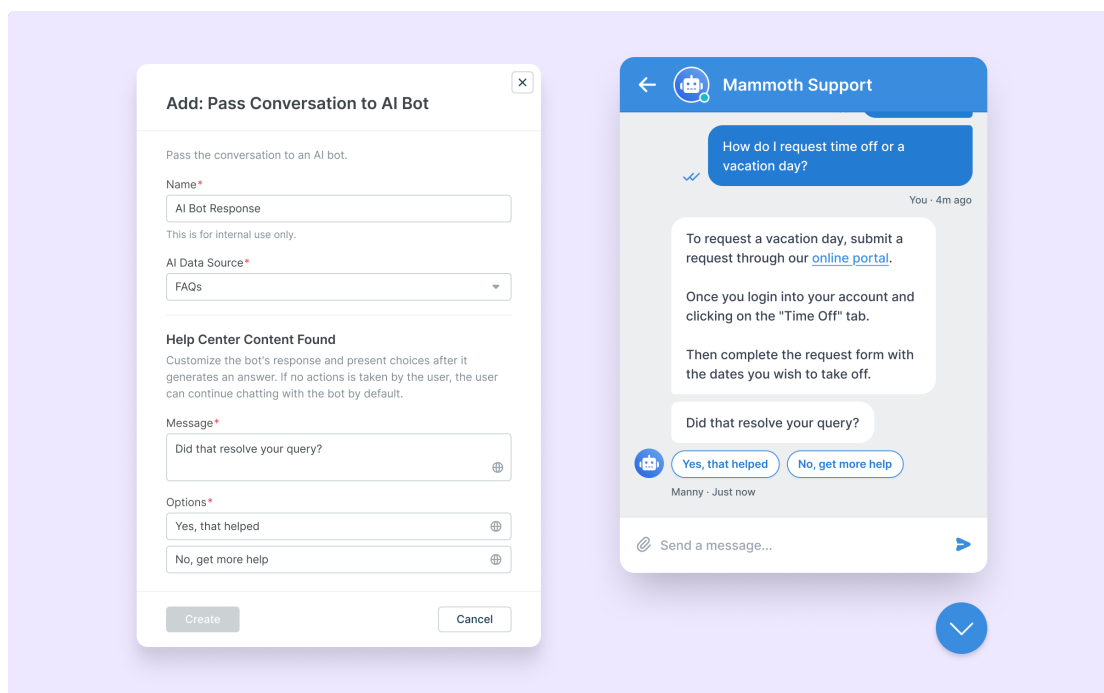 Add: Pass Conversation to AI Bot
Pass the conversation to an AI bot.
Name*
AI Bot Response
This is for internal use only.
AI Data Source*
FAQs
Help Center Content Found
Customize the bot's response and present choices after it
generates an answer. If no actions is taken by the user, the user
can continue chatting with the bot by default.
Message*
Did that resolve your query?
Options*
Yes, that helped
No, get more help
Create
Cancel
Mammoth Support
How do I request time off or a
vacation day?
You · 4m ago
To request a vacation day, submit a
request through our online portal.
Once you login into your account and
clicking on the "Time Off" tab.
Then complete the request form with
the dates you wish to take off.
Did that resolve your query?
Yes, that helped
No, get more help
Manny · Just now
Send a message...